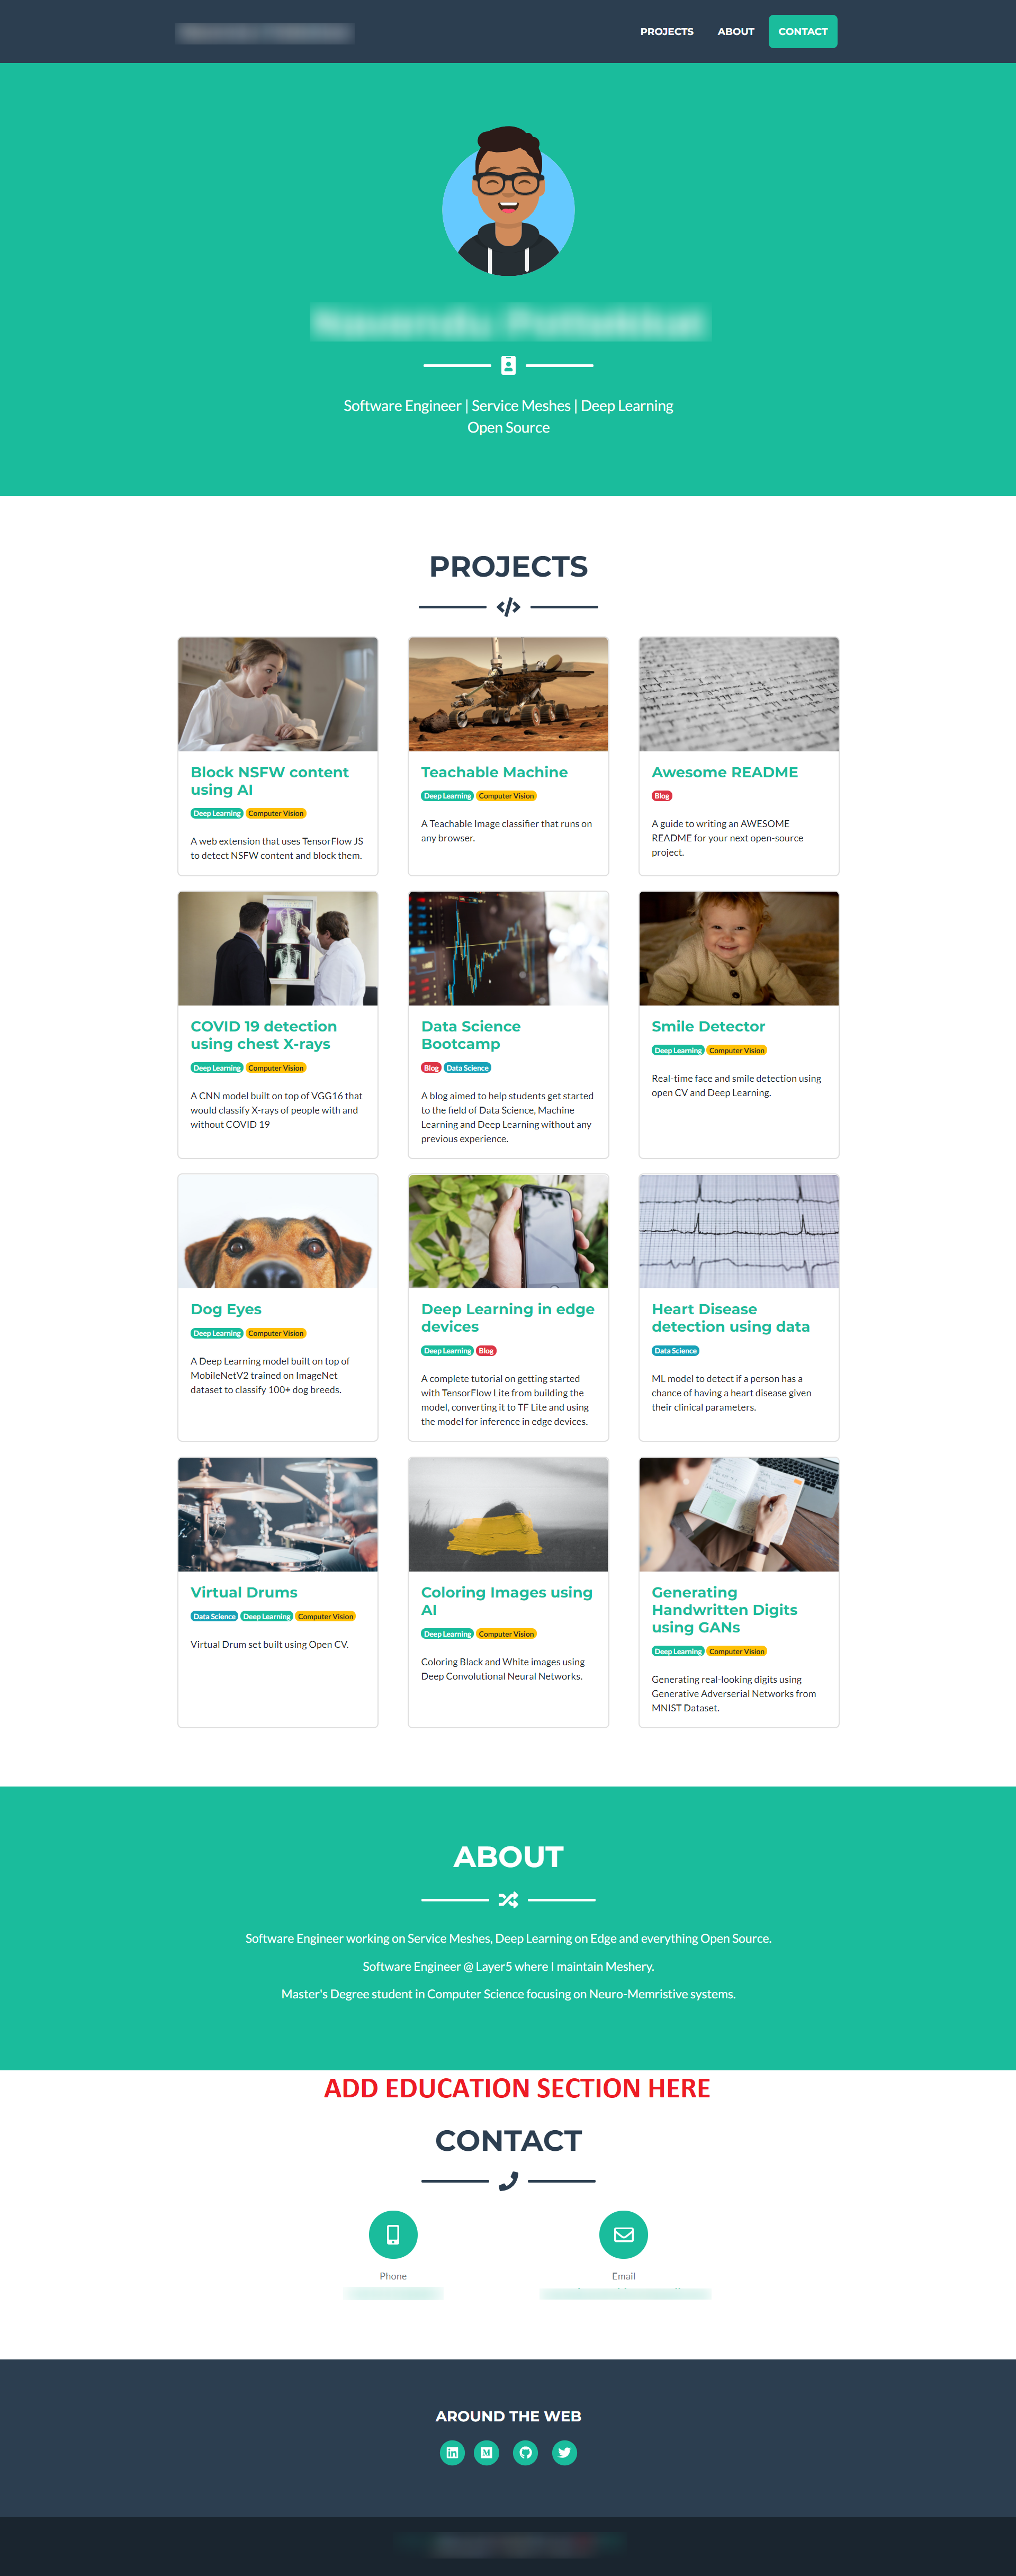 PROJECTS
ABOUT
CONTACT
Software Engineer | Service Meshes | Deep Learning
Open Source
PROJECTS
Block NSFW content
using AI
Deep Learning Computer Vision
A web extension that uses TensorFlow JS
to detect NSFW content and block them.
Teachable Machine
Deep Learning Computer Vision
A Teachable Image classifier that runs on
any browser.
Awesome README
Blog
A guide to writing an AWESOME
README for your next open-source
project.
COVID 19 detection
using chest X-rays
Deep Learning Computer Vision
A CNN model built on top of VGG16 that
would classify X-rays of people with and
without COVID 19
Data Science
Bootcamp
Blog Data Science
A blog aimed to help students get started
to the field of Data Science, Machine
Learning and Deep Learning without any
previous experience.
Smile Detector
Deep Learning Computer Vision
Real-time face and smile detection using
open CV and Deep Learning.
Dog Eyes
Deep Learning Computer Vision
A Deep Learning model built on top of
MobileNetV2 trained on ImageNet
dataset to classify 100+ dog breeds.
Deep Learning in edge
devices
Deep Learning Blog
A complete tutorial on getting started
with TensorFlow Lite from building the
model, converting it to TF Lite and using
the model for inference in edge devices.
Heart Disease
detection using data
Data Science
ML model to detect if a person has a
chance of having a heart disease given
their clinical parameters.
Virtual Drums
Data Science Deep Learning Computer Vision
Virtual Drum set built using Open CV.
Coloring Images using
AI
Deep Learning Computer Vision
Coloring Black and White images using
Deep Convolutional Neural Networks.
Generating
Handwritten Digits
using GANs
Deep Learning Computer Vision
Generating real-looking digits using
Generative Adverserial Networks from
MNIST Dataset.
ABOUT
Software Engineer working on Service Meshes, Deep Learning on Edge and everything Open Source.
Software Engineer @ Layer5 where I maintain Meshery.
Master's Degree student in Computer Science focusing on Neuro-Memristive systems.
ADD EDUCATION SECTION HERE
CONTACT
Phone
Email
AROUND THE WEB